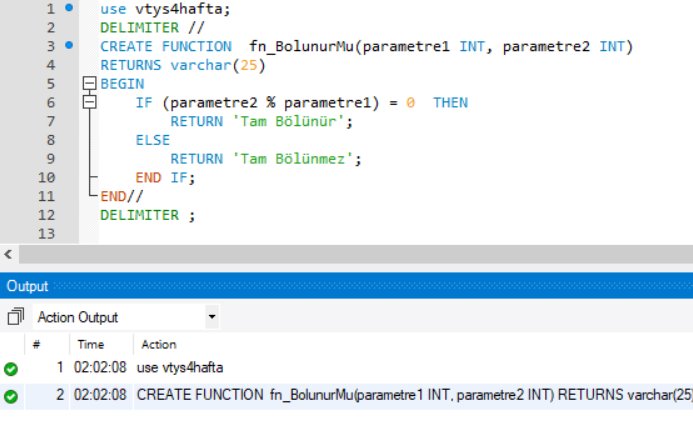 1 use vtys4hafta;
2 DELIMITER //
3 CREATE FUNCTION  fn_BolunurMu(parametre1 INT, parametre2 INT)
4 RETURNS varchar(25)
5 BEGIN
6 IF (parametre2 % parametre1) = 0  THEN
7 RETURN 'Tam Bölünür';
8 ELSE
9 RETURN 'Tam Bölünmez';
10 END IF;
11 END//
12 DELIMITER ;
13
Output
Action Output
# Time Action
1 02:02:08 use vtys4hafta
2 02:02:08 CREATE FUNCTION fn_BolunurMu(parametre1 INT, parametre2 INT) RETURNS varchar(25)